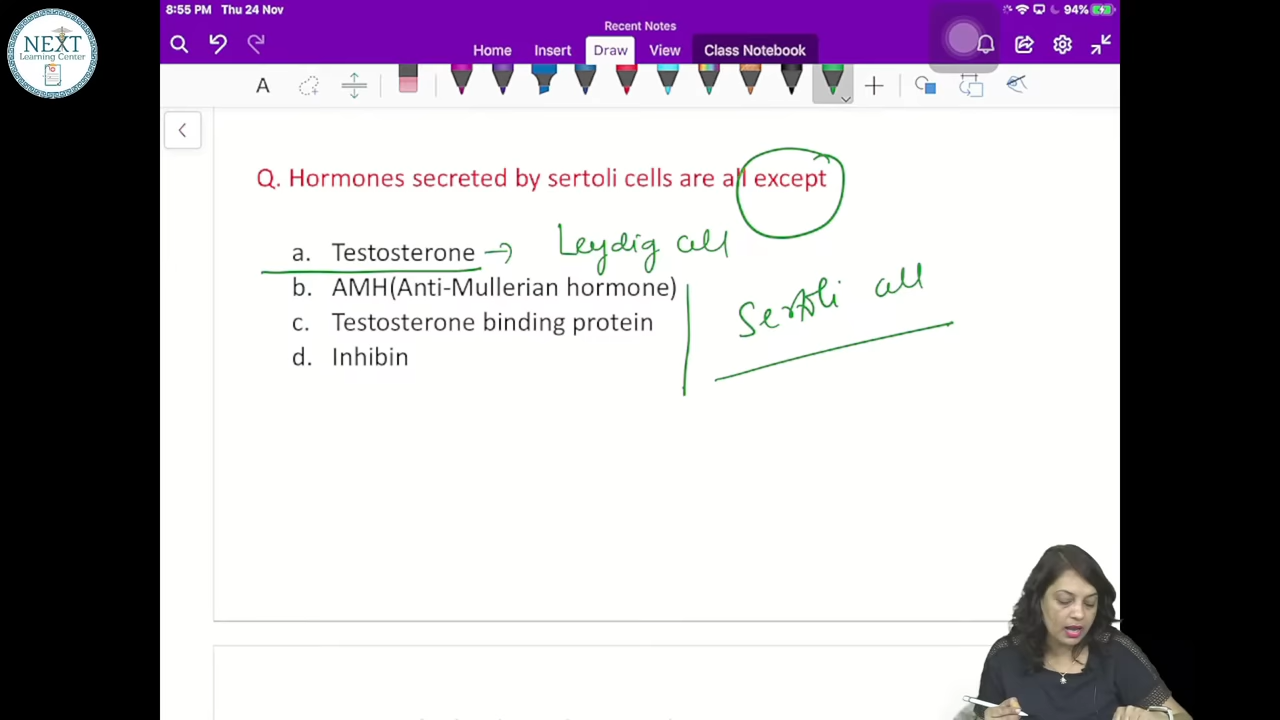 8:55 PM Thu 24 Nov
94%
Recent Notes
NEXT
Learning Center
Home Insert Draw View Class Notebook
A
Q. Hormones secreted by sertoli cells are all except
a. Testosterone → Leydig cell
b. AMH(Anti-Mullerian hormone)
Sertoli cell
c. Testosterone binding protein
d. Inhibin